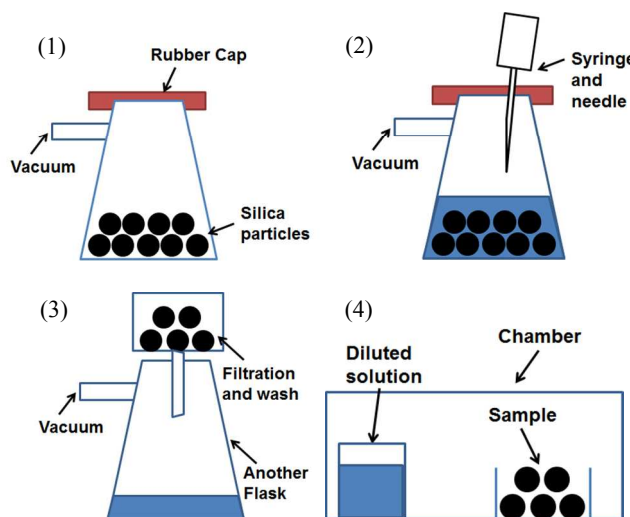 (1)
Rubber Cap
Vacuum
Silica
particles
(2)
Syringe
and
needle
Vacuum
(3)
Filtration
and wash
Vacuum
Another
Flask
(4)
Chamber
Diluted
solution
Sample